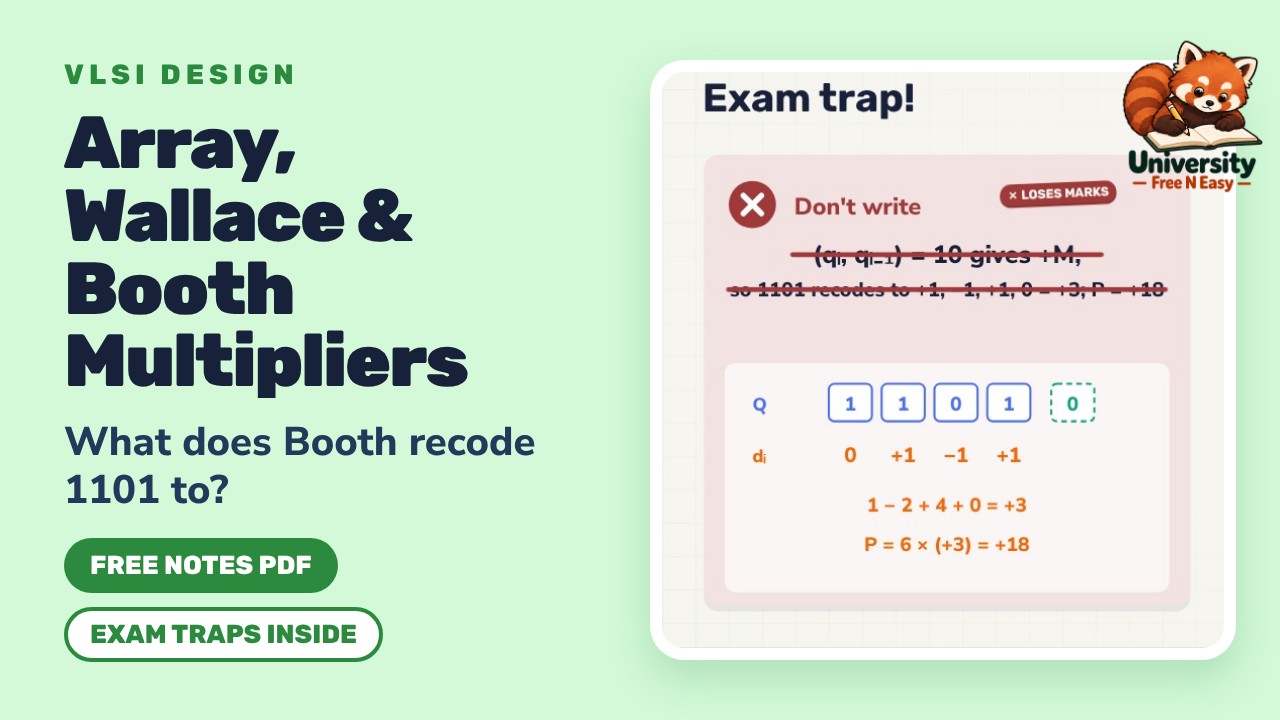 VLSI DESIGN
Array,
Wallace &
Booth
Multipliers
What does Booth recode
1101 to?
FREE NOTES PDF
EXAM TRAPS INSIDE
Exam trap!
University
Free N Easy
× LOSES MARKS
Don't write
(qᵢ, qᵢ₋₁) = 10 gives +M,
so 1101 recodes to +1, −1, +1, 0 = +3; P = +18
Q 1 1 0 1 0
dᵢ 0 +1 −1 +1
1 − 2 + 4 + 0 = +3
P = 6 × (+3) = +18